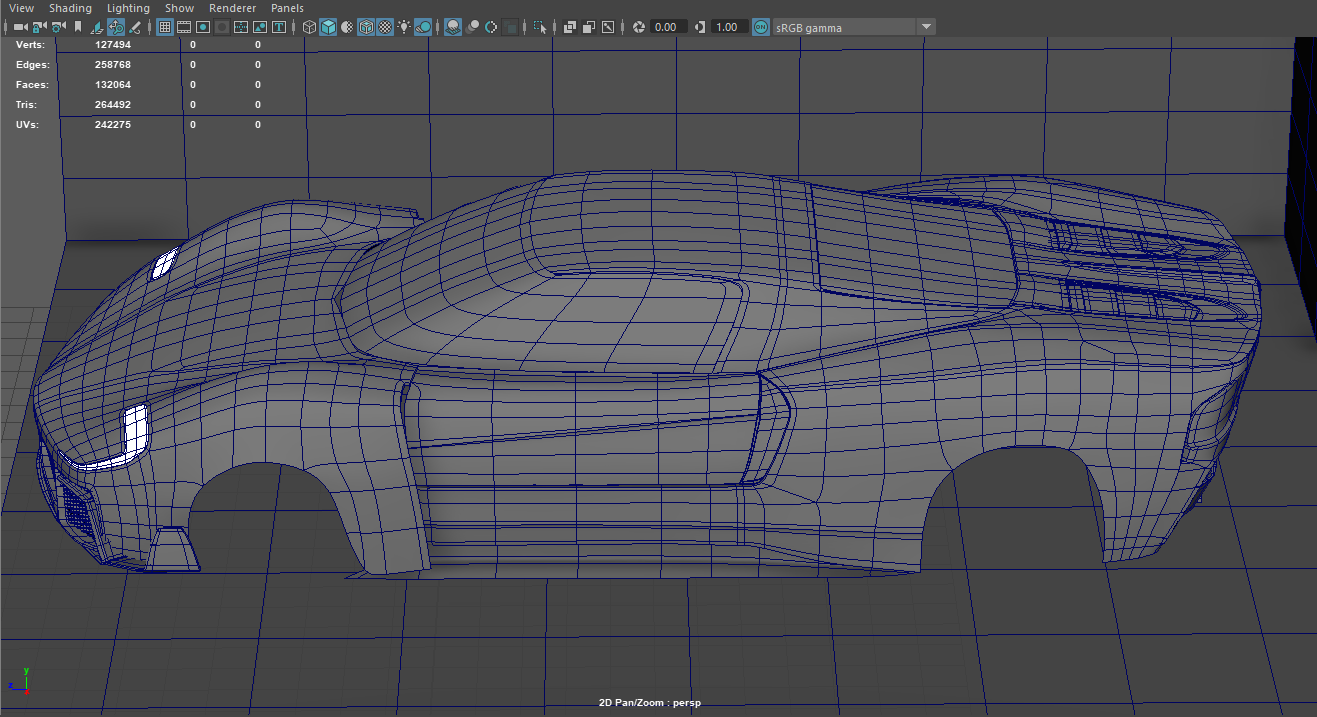 View Shading Lighting Show Renderer Panels
0.00 1.00 ON sRGB gamma
Verts: 127494 0 0
Edges: 258768 0 0
Faces: 132064 0 0
Tris: 264492 0 0
UVs: 242275 0 0
y
z
2D Pan/Zoom : persp